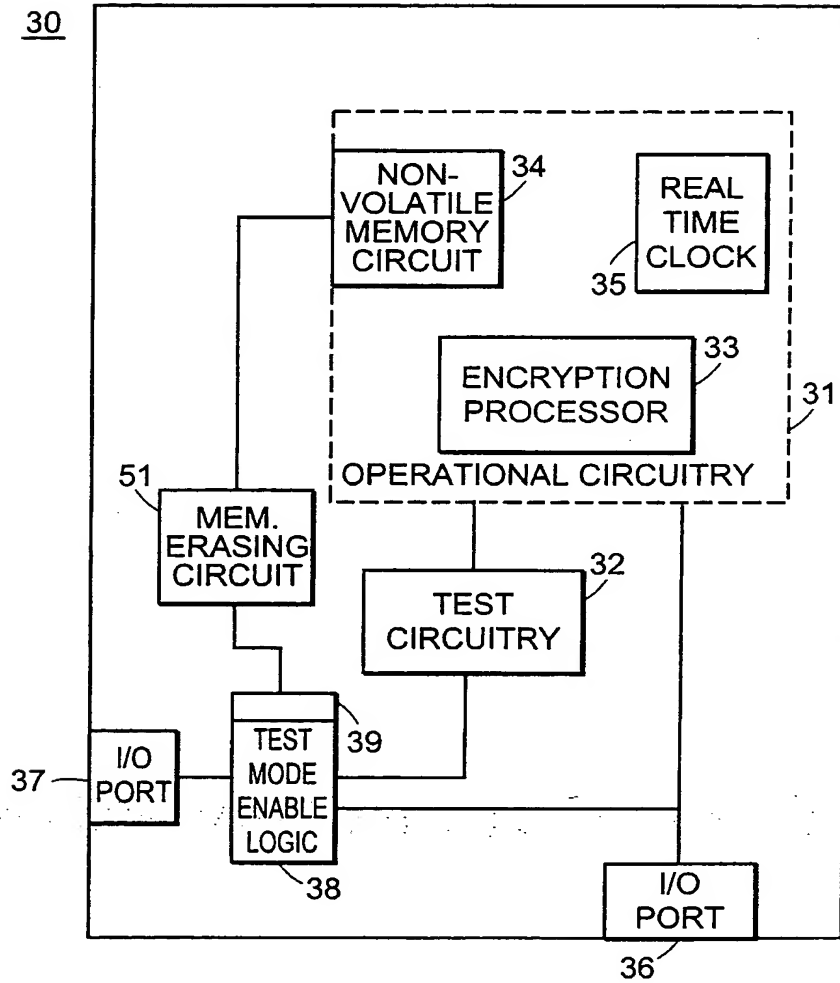 30
NON-
VOLATILE
MEMORY
CIRCUIT
34
REAL
TIME
CLOCK
35
33
ENCRYPTION
PROCESSOR
31
OPERATIONAL CIRCUITRY
51
MEM.
ERASING
CIRCUIT
32
TEST
CIRCUITRY
39
I/O
PORT
37
TEST
MODE
ENABLE
LOGIC
38
I/O
PORT
36